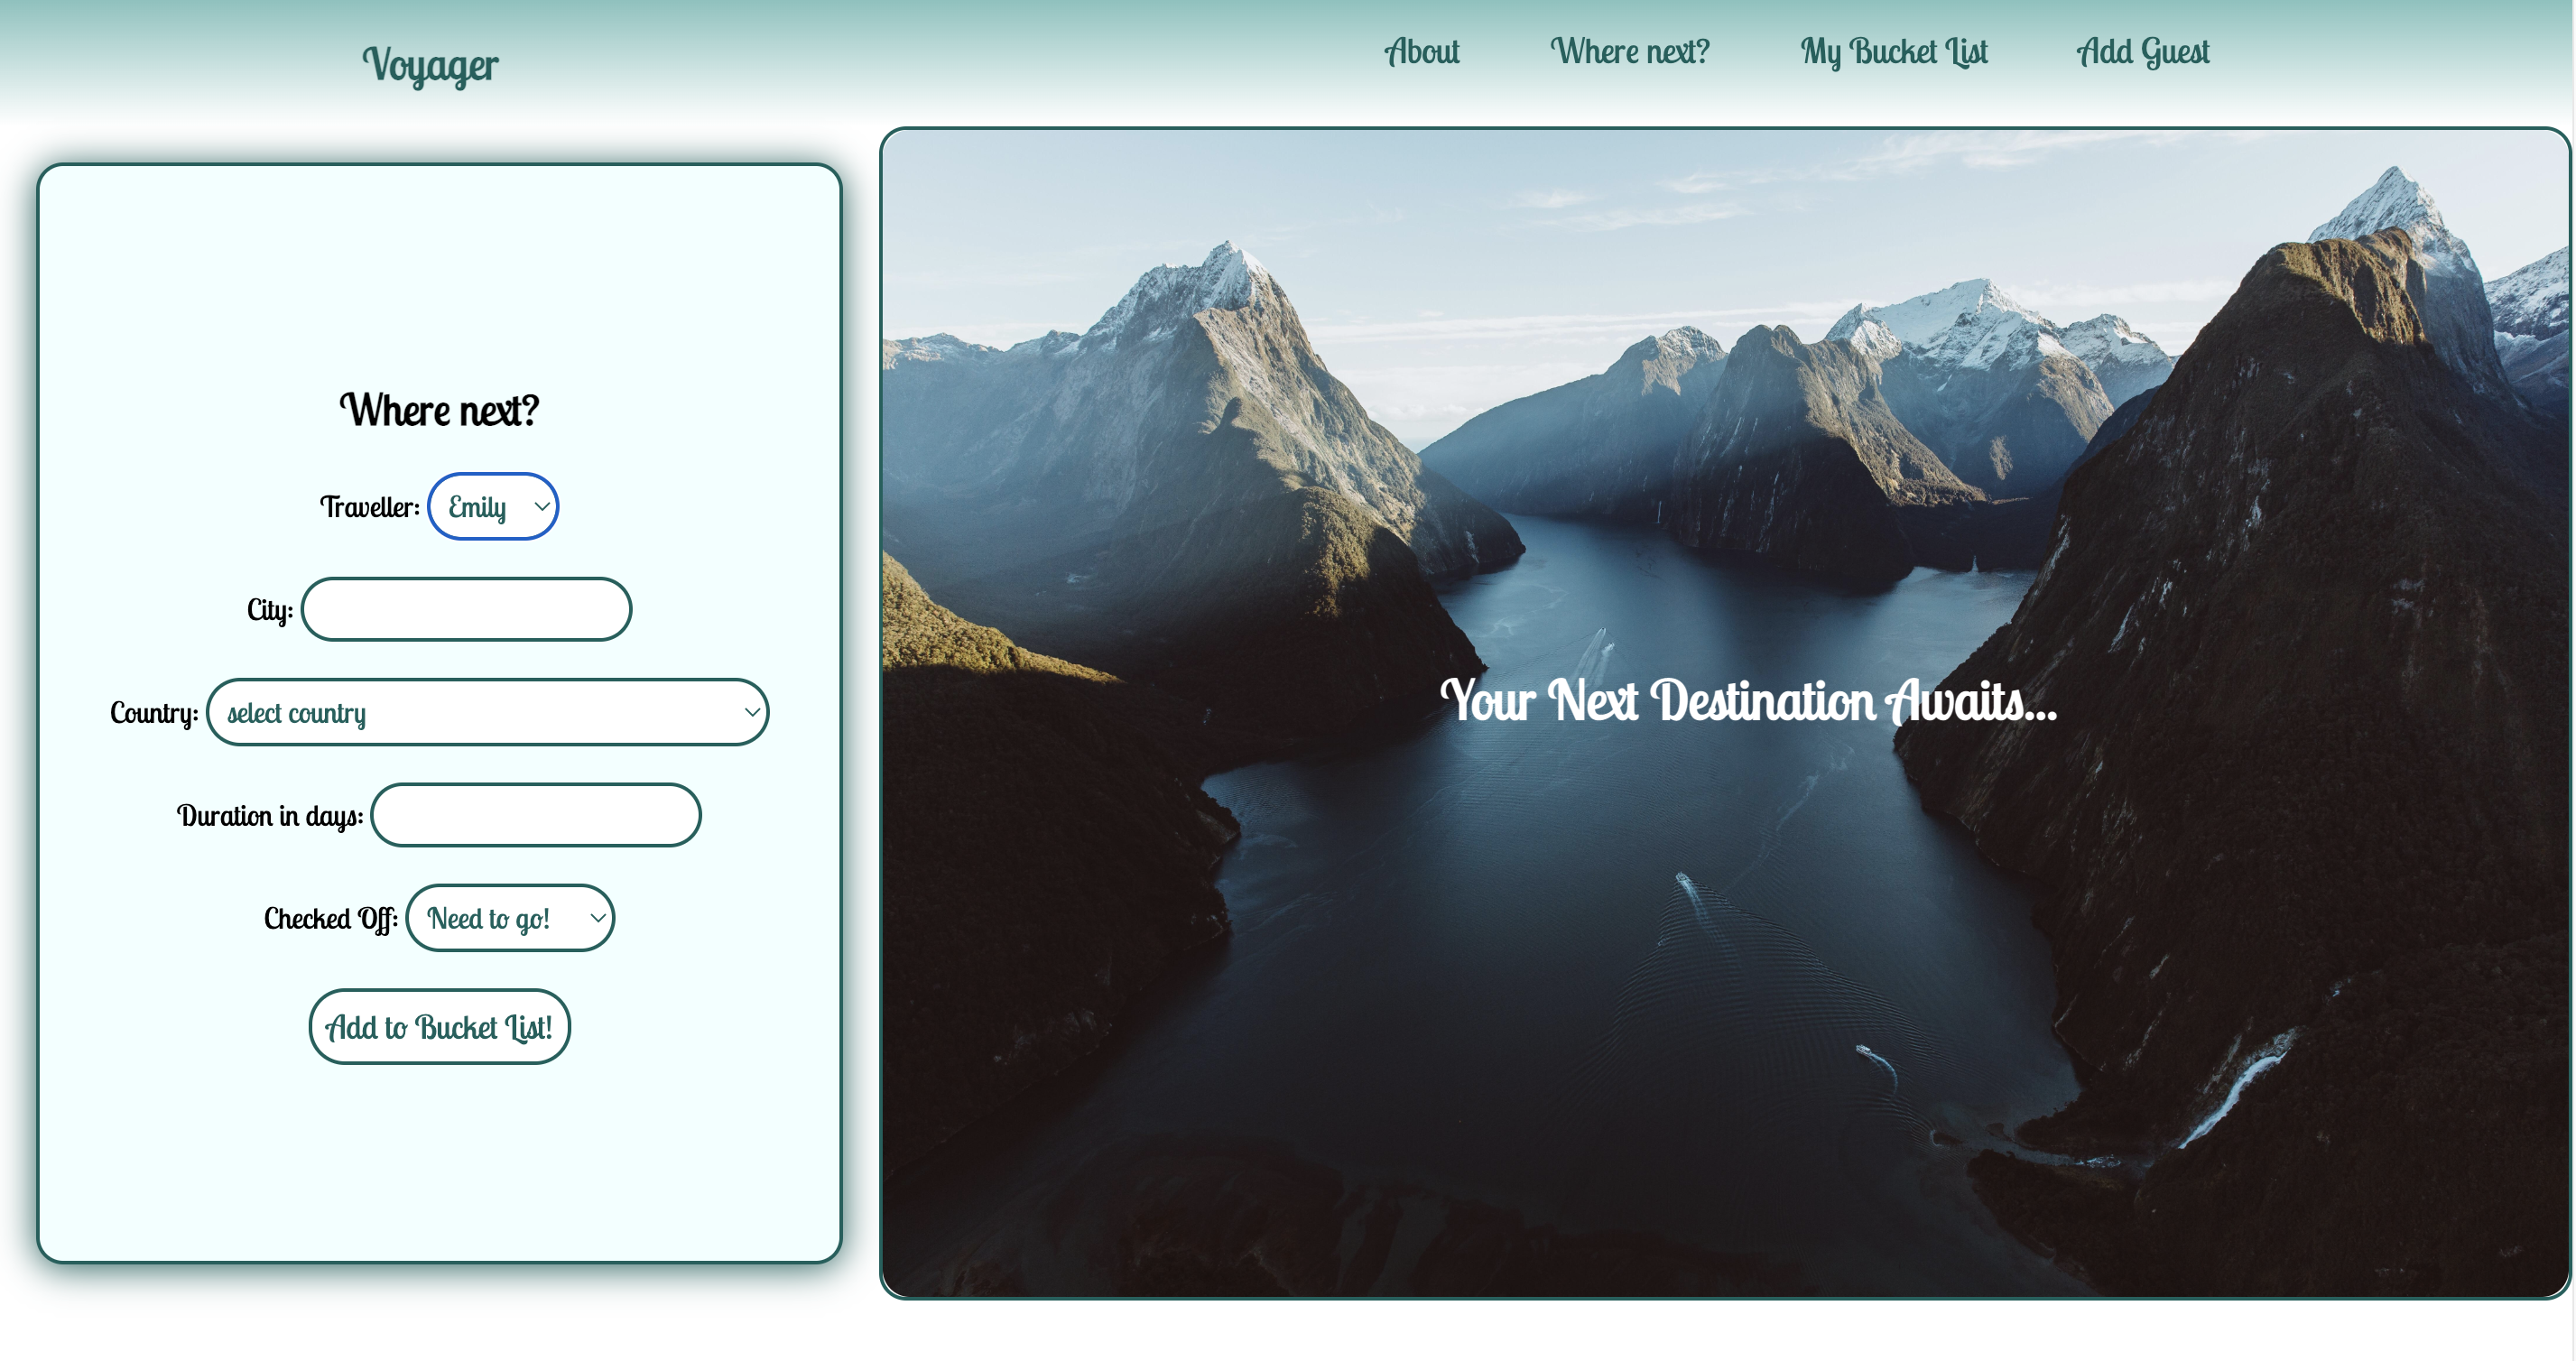 Voyager
About
Where next?
My Bucket List
Add Guest
Where next?
Traveller: Emily
City:
Country: select country
Duration in days:
Checked Off: Need to go!
Add to Bucket List!
Your Next Destination Awaits...